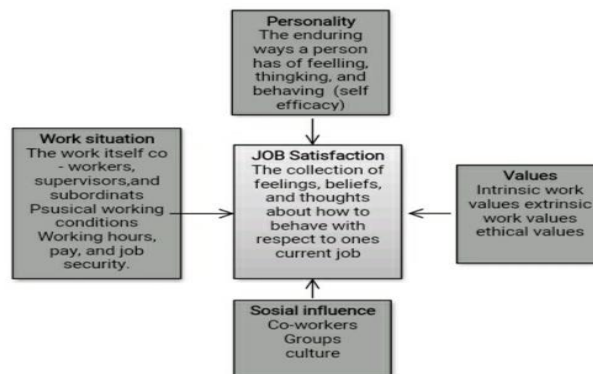 Personality
The enduring
ways a person
has of feelling,
thingking, and
behaving (self
efficacy)
Work situation
The work itself co
- workers,
supervisors,and
subordinats
Psusical working
conditions
Working hours,
pay, and job
security.
JOB Satisfaction
The collection of
feelings, beliefs,
and thoughts
about how to
behave with
respect to ones
current job
Values
Intrinsic work
values extrinsic
work values
ethical values
Sosial influence
Co-workers
Groups
culture